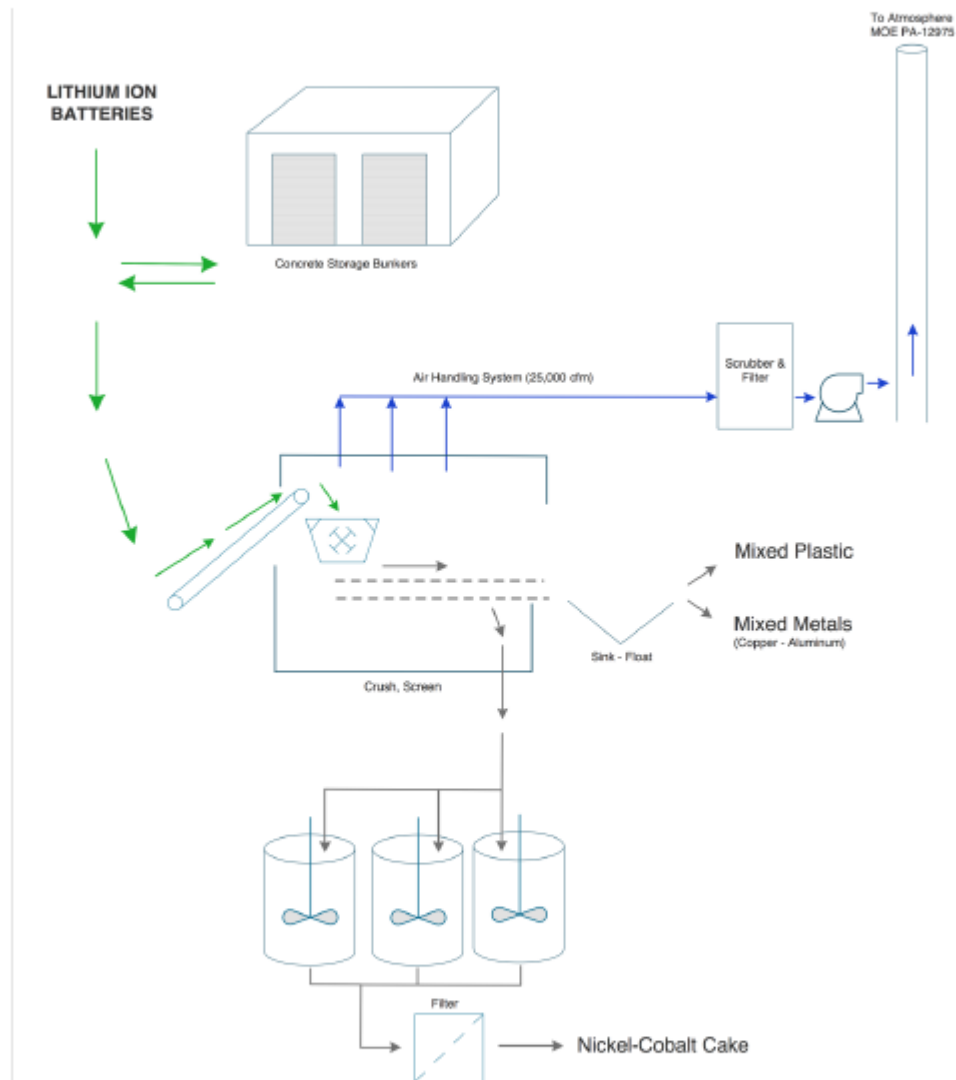 To Atmosphere
MOE PA-12975
LITHIUM ION
BATTERIES
Concrete Storage Bunkers
Air Handling System (25,000 cfm)
Scrubber &
Filter
Mixed Plastic
Mixed Metals
(Copper - Aluminum)
Sink - Float
Crush, Screen
Filter
Nickel-Cobalt Cake